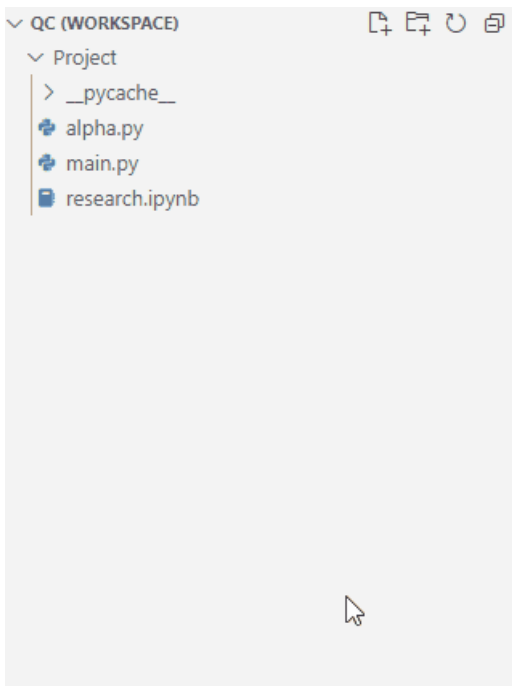 QC (WORKSPACE)
Project
__pycache__
alpha.py
main.py
research.ipynb